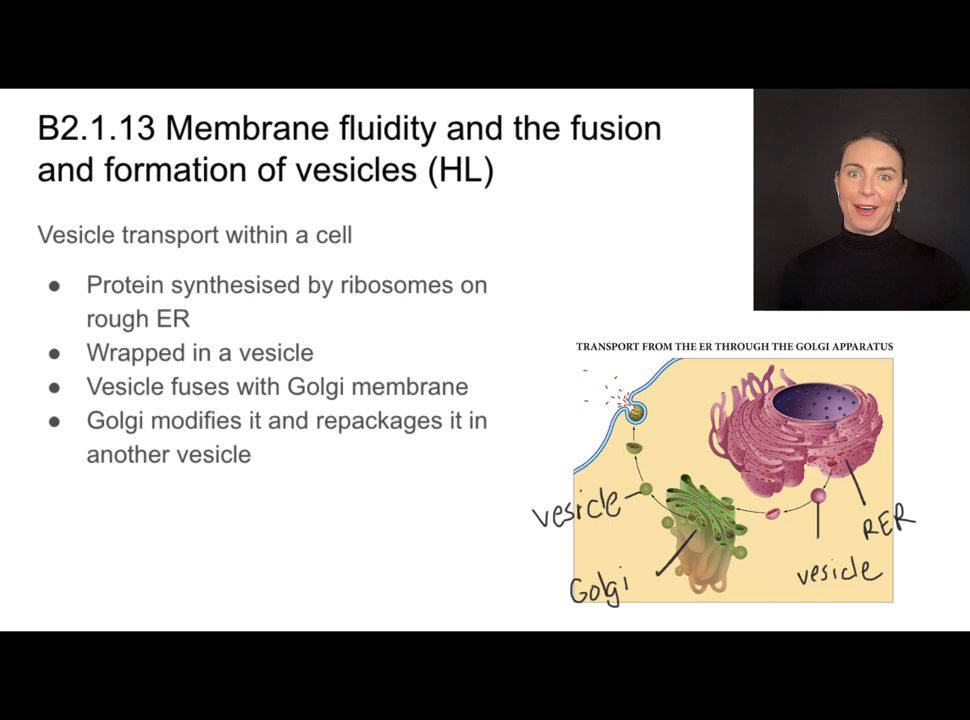 B2.1.13 Membrane fluidity and the fusion
and formation of vesicles (HL)
Vesicle transport within a cell
● Protein synthesised by ribosomes on
rough ER
● Wrapped in a vesicle
● Vesicle fuses with Golgi membrane
● Golgi modifies it and repackages it in
another vesicle
TRANSPORT FROM THE ER THROUGH THE GOLGI APPARATUS
vesicle
RER
vesicle
Golgi